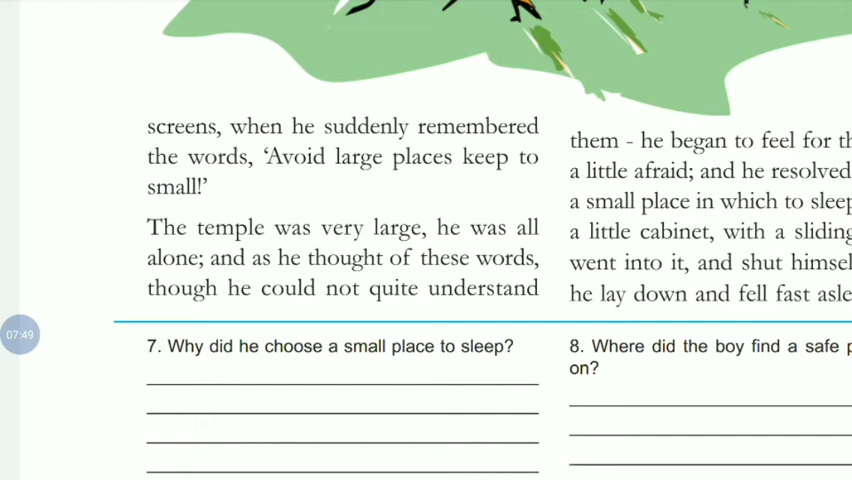 screens, when he suddenly remembered
the words, ‘Avoid large places keep to
small!’
The temple was very large, he was all
alone; and as he thought of these words,
though he could not quite understand
them - he began to feel for
a little afraid; and he resolved
a small place in which to sleep
a little cabinet, with a sliding
went into it, and shut
he lay down and fell fast
07:49
7. Why did he choose a small place to sleep?
8. Where did the boy find a safe
on?